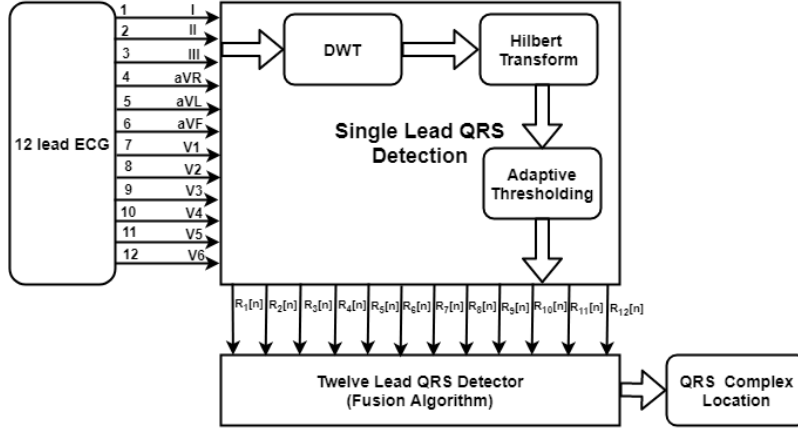 12 lead ECG
1 I
2 II
3 III
4 aVR
5 aVL
6 aVF
7 V1
8 V2
9 V3
10 V4
11 V5
12 V6
DWT
Hilbert
Transform
Single Lead QRS
Detection
Adaptive
Thresholding
R1[n] R2[n] R3[n] R4[n] R5[n] R6[n] R7[n] R8[n] R9[n] R10[n] R11[n] R12[n]
Twelve Lead QRS Detector
(Fusion Algorithm)
QRS Complex
Location